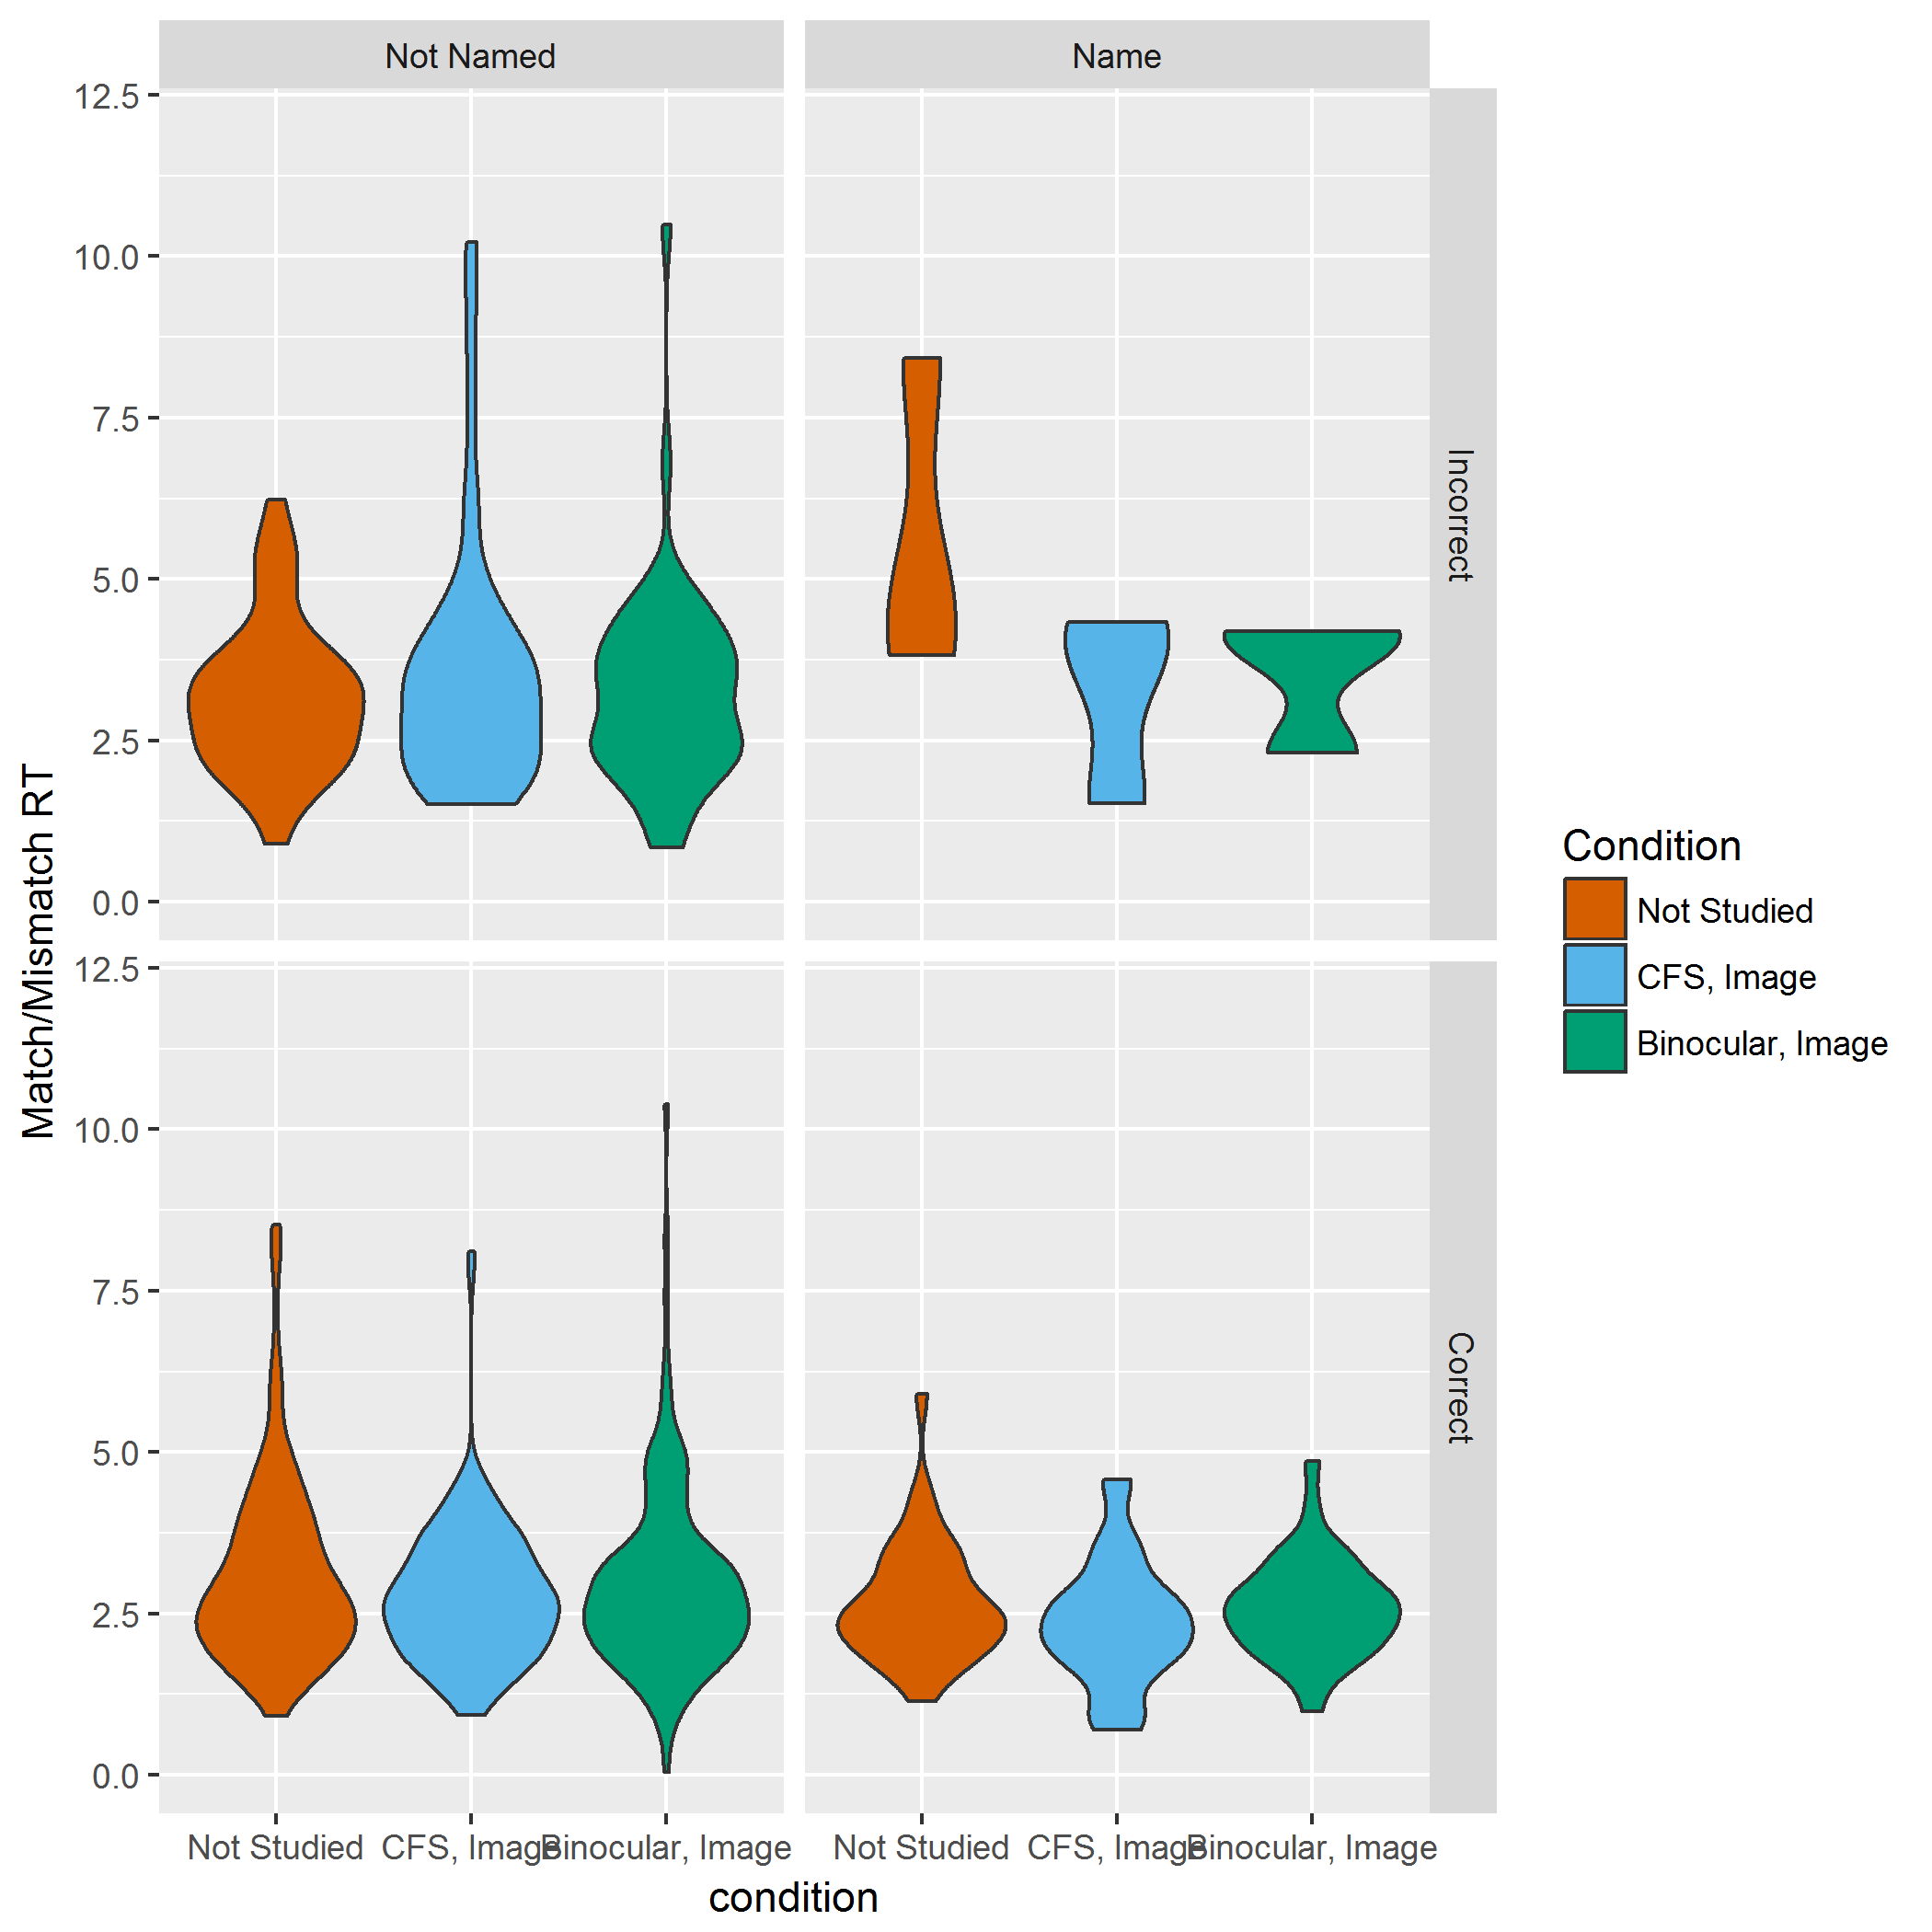 Not Named
Name
12.5
10.0
7.5
5.0
2.5
0.0
Incorrect
12.5
10.0
7.5
5.0
2.5
0.0
Correct
Match/Mismatch RT
Not Studied
CFS, Image
Binocular, Image
Not Studied
CFS, Image
Binocular, Image
condition
Condition
Not Studied
CFS, Image
Binocular, Image